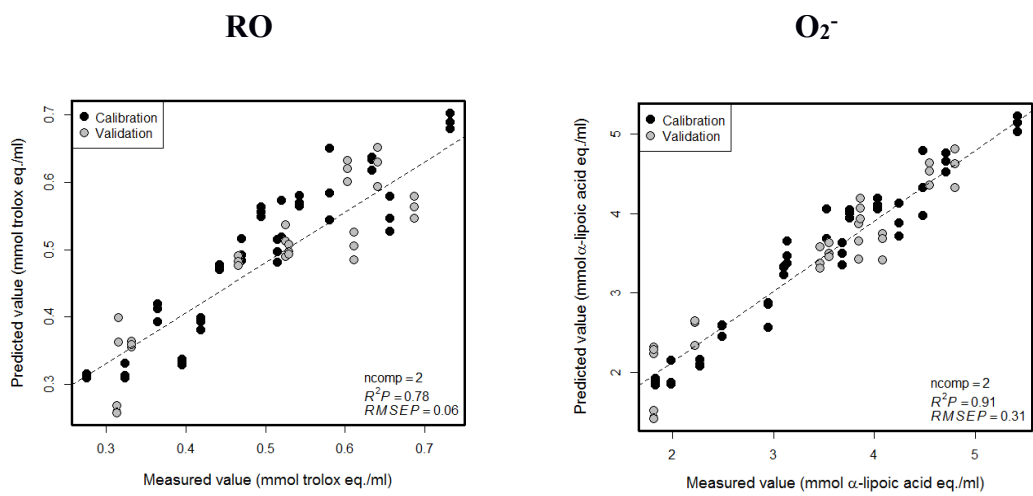 RO
Calibration
Validation
0.7
0.6
0.5
0.4
0.3
Predicted value (mmol trolox eq./ml)
ncomp = 2
R²P = 0.78
RMSEP = 0.06
0.3 0.4 0.5 0.6 0.7
Measured value (mmol trolox eq./ml)
O₂⁻
Calibration
Validation
5
4
3
2
Predicted value (mmolα-lipoic acid eq./ml)
ncomp = 2
R²P = 0.91
RMSEP = 0.31
2 3 4 5
Measured value (mmol α-lipoic acid eq./ml)